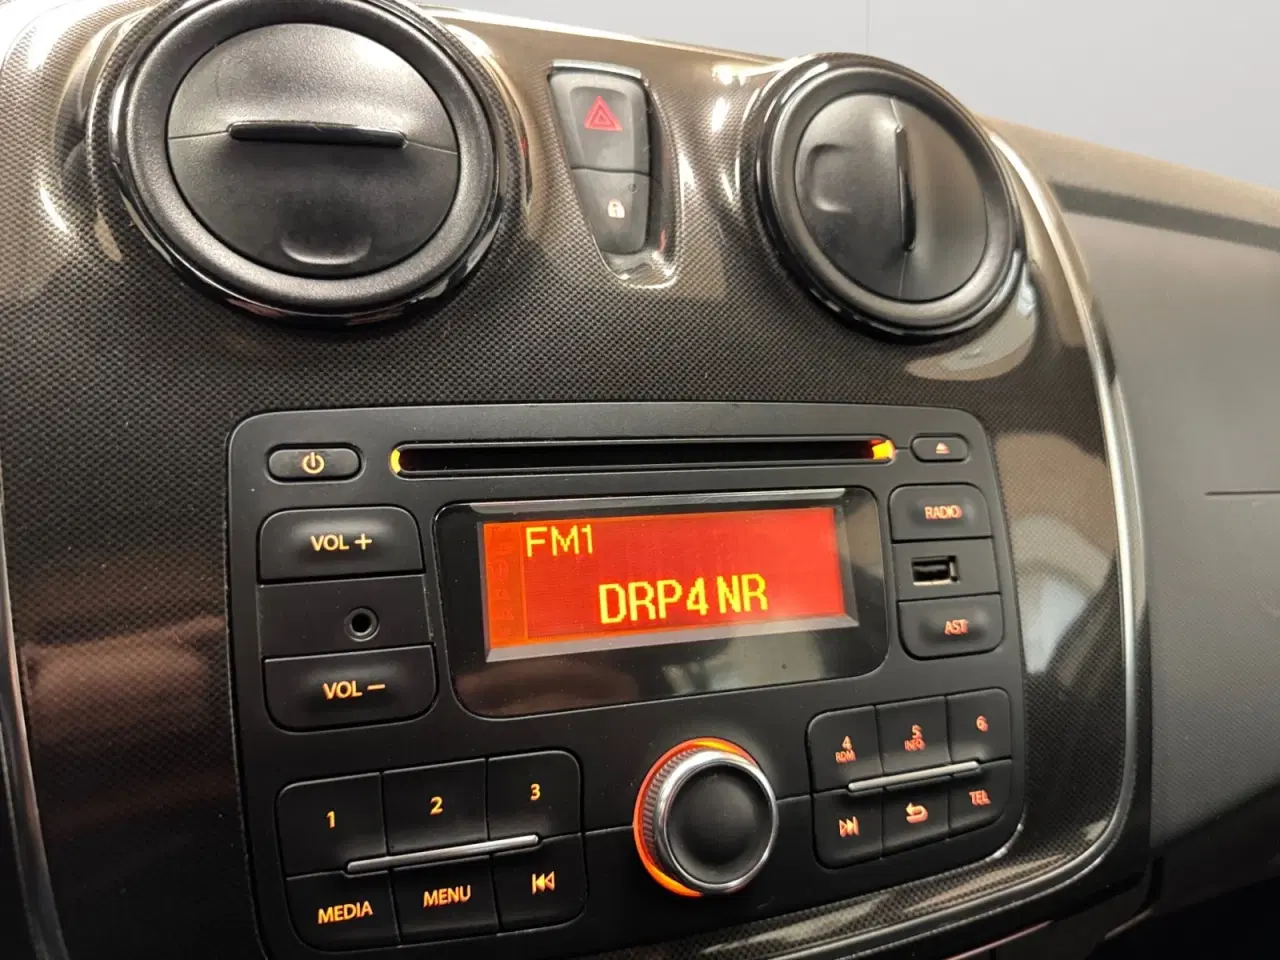 VOL +
VOL −
FM1
DRP4 NR
RADIO
AST
1
2
3
MEDIA
MENU
4
RDM
5
INFO
6
TEL